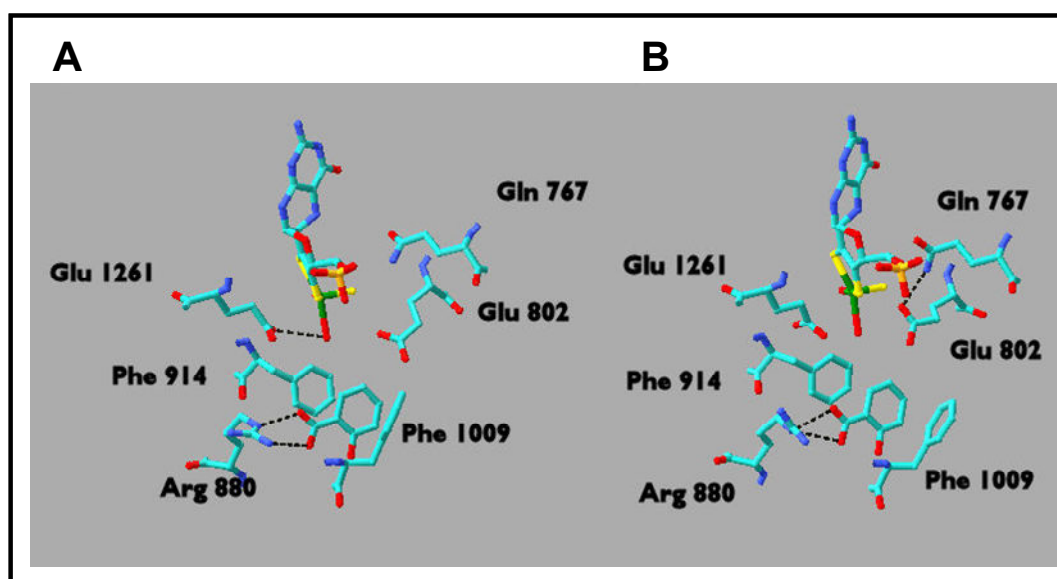 A
Gln 767
Glu 1261
Glu 802
Phe 914
Phe 1009
Arg 880
B
Gln 767
Glu 1261
Glu 802
Phe 914
Phe 1009
Arg 880